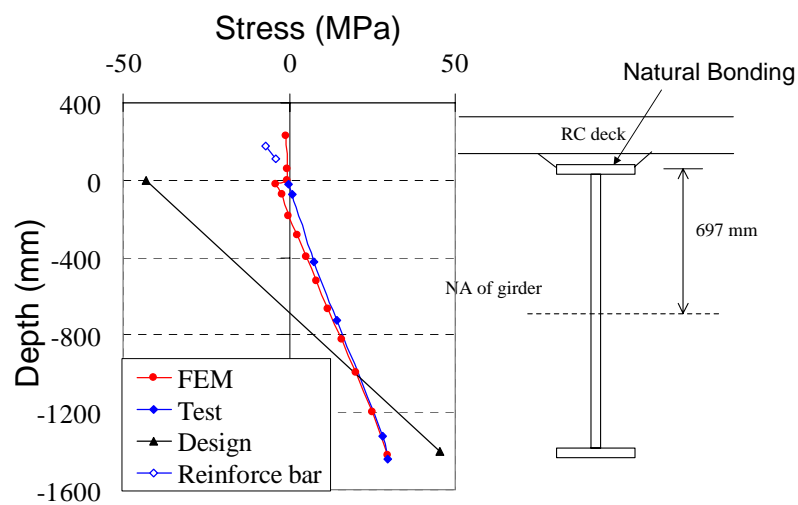 Stress (MPa)
-50 0 50
Natural Bonding
400
RC deck
0
697 mm
-400
NA of girder
Depth (mm)
-800
FEM
-1200
Test
Design
Reinforce bar
-1600